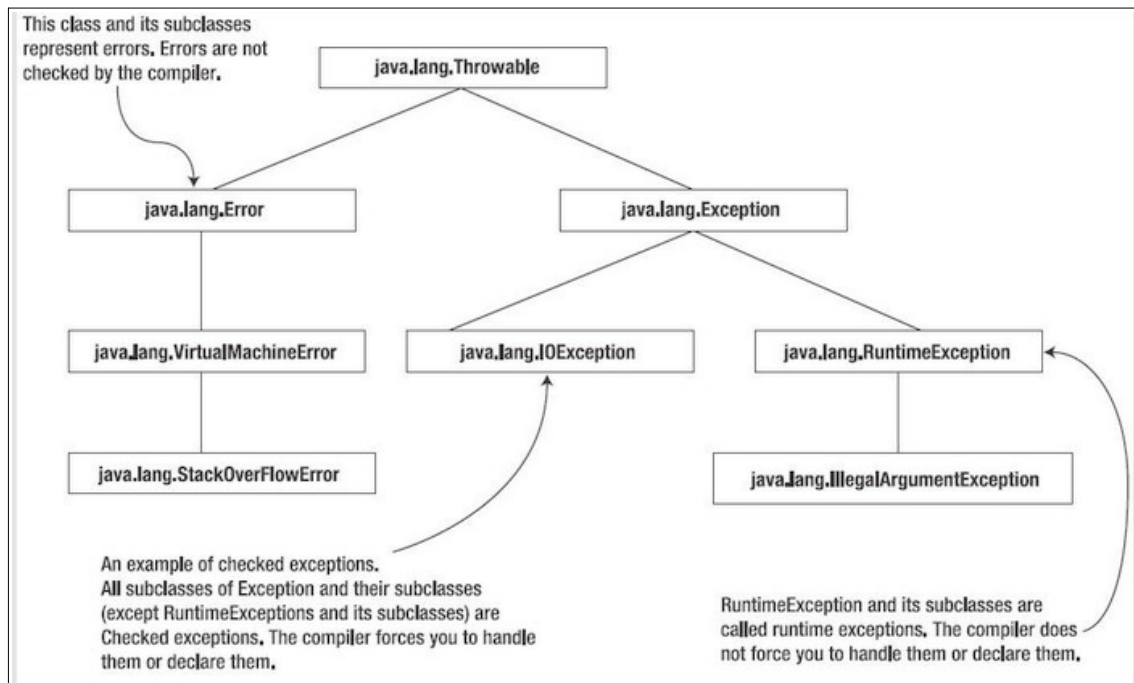 This class and its subclasses
represent errors. Errors are not
checked by the compiler.
java.lang.Throwable
java.lang.Error
java.lang.Exception
java.lang.VirtualMachineError
java.lang.IOException
java.lang.RuntimeException
java.lang.StackOverFlowError
java.lang.IllegalArgumentException
An example of checked exceptions.
All subclasses of Exception and their subclasses
(except RuntimeExceptions and its subclasses) are
Checked exceptions. The compiler forces you to handle
them or declare them.
RuntimeException and its subclasses are
called runtime exceptions. The compiler does
not force you to handle them or declare them.